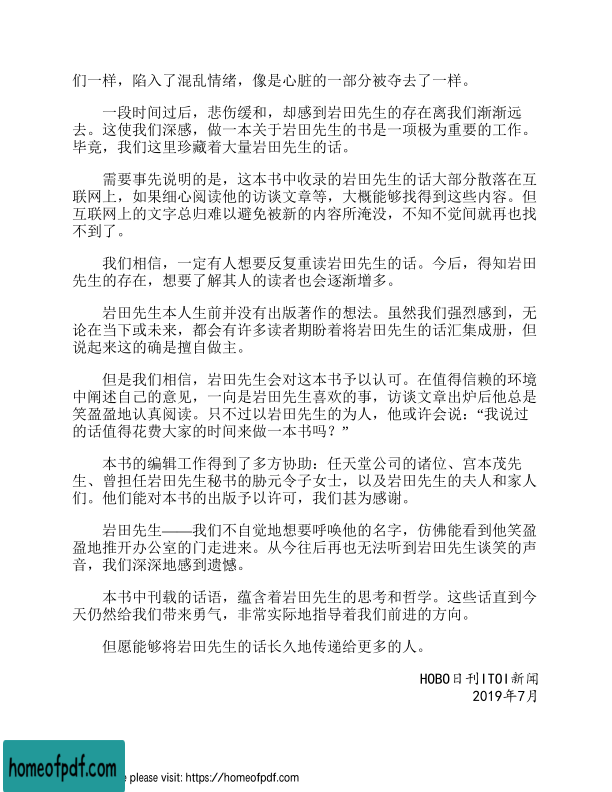 们一样，陷入了混乱情绪，像是心脏的一部分被夺去了一样。
一段时间过后，悲伤缓和，却感到岩田先生的存在离我们渐渐远
去。这使我们深感，做一本关于岩田先生的书是一项极为重要的工作。
毕竟，我们这里珍藏着大量岩田先生的话。
需要事先说明的是，这本书中收录的岩田先生的话大部分散落在互
联网上，如果细心阅读他的访谈文章等，大概能够找得到这些内容。但
互联网上的文字总归难以避免被新的内容所淹没，不知不觉间就再也找
不到了。
我们相信，一定有人想要反复重读岩田先生的话。今后，得知岩田
先生的存在，想要了解其人的读者也会逐渐增多。
岩田先生本人生前并没有出版著作的想法。虽然我们强烈感到，无
论在当下或未来，都会有许多读者期盼着将岩田先生的话汇集成册，但
说起来这的确是擅自做主。
但是我们相信，岩田先生会对这本书予以认可。在值得信赖的环境
中阐述自己的意见，一向是岩田先生喜欢的事，访谈文章出炉后他总是
笑盈盈地认真阅读。只不过以岩田先生的为人，他或许会说：“我说过
的话值得花费大家的时间来做一本书吗？”
本书的编辑工作得到了多方协助：任天堂公司的诸位、宫本茂先
生、曾担任岩田先生秘书的胁元令子女士，以及岩田先生的夫人和家人
们。他们能对本书的出版予以许可，我们甚为感谢。
岩田先生——我们不自觉地想要呼唤他的名字，仿佛能看到他笑盈
盈地推开办公室的门走进来。从今往后再也无法听到岩田先生谈笑的声
音，我们深深地感到遗憾。
本书中刊载的话语，蕴含着岩田先生的思考和哲学。这些话直到今
天仍然给我们带来勇气，非常实际地指导着我们前进的方向。
但愿能够将岩田先生的话长久地传递给更多的人。
HOBO日刊ITOI新闻
2019年7月
homeofpdf.com
please visit: https://homeofpdf.com